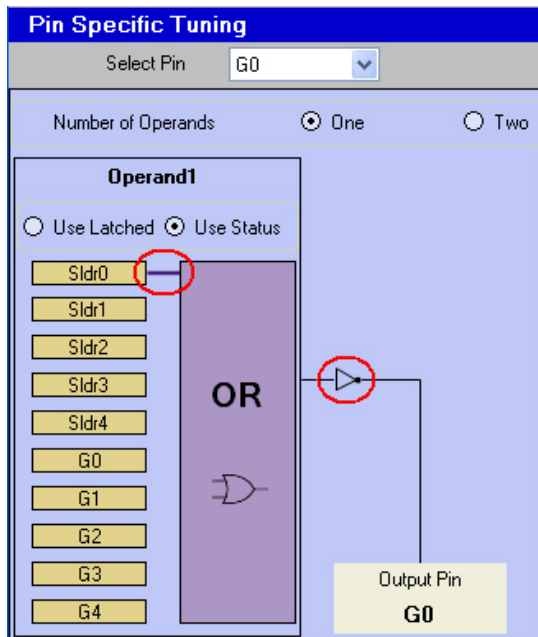 Pin Specific Tuning
Select Pin G0
Number of Operands One Two
Operand1
Use Latched Use Status
Sldr0
Sldr1
Sldr2
Sldr3
Sldr4
G0
G1
G2
G3
G4
OR
Output Pin
G0